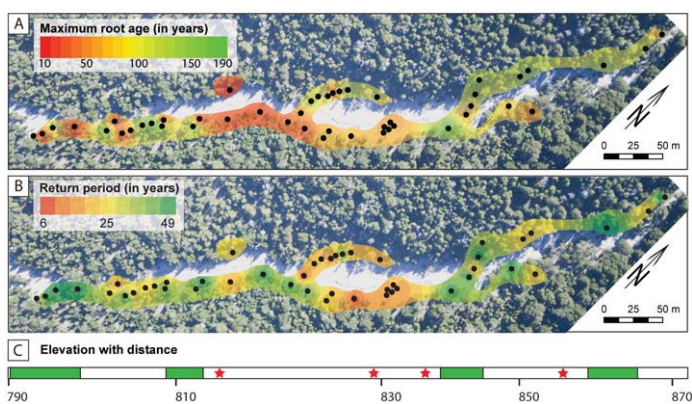 A
Maximum root age (in years)
10 50 100 150 190
N
0 25 50 m
B
Return period (in years)
6 25 49
N
0 25 50 m
C Elevation with distance
790 810 830 850 870